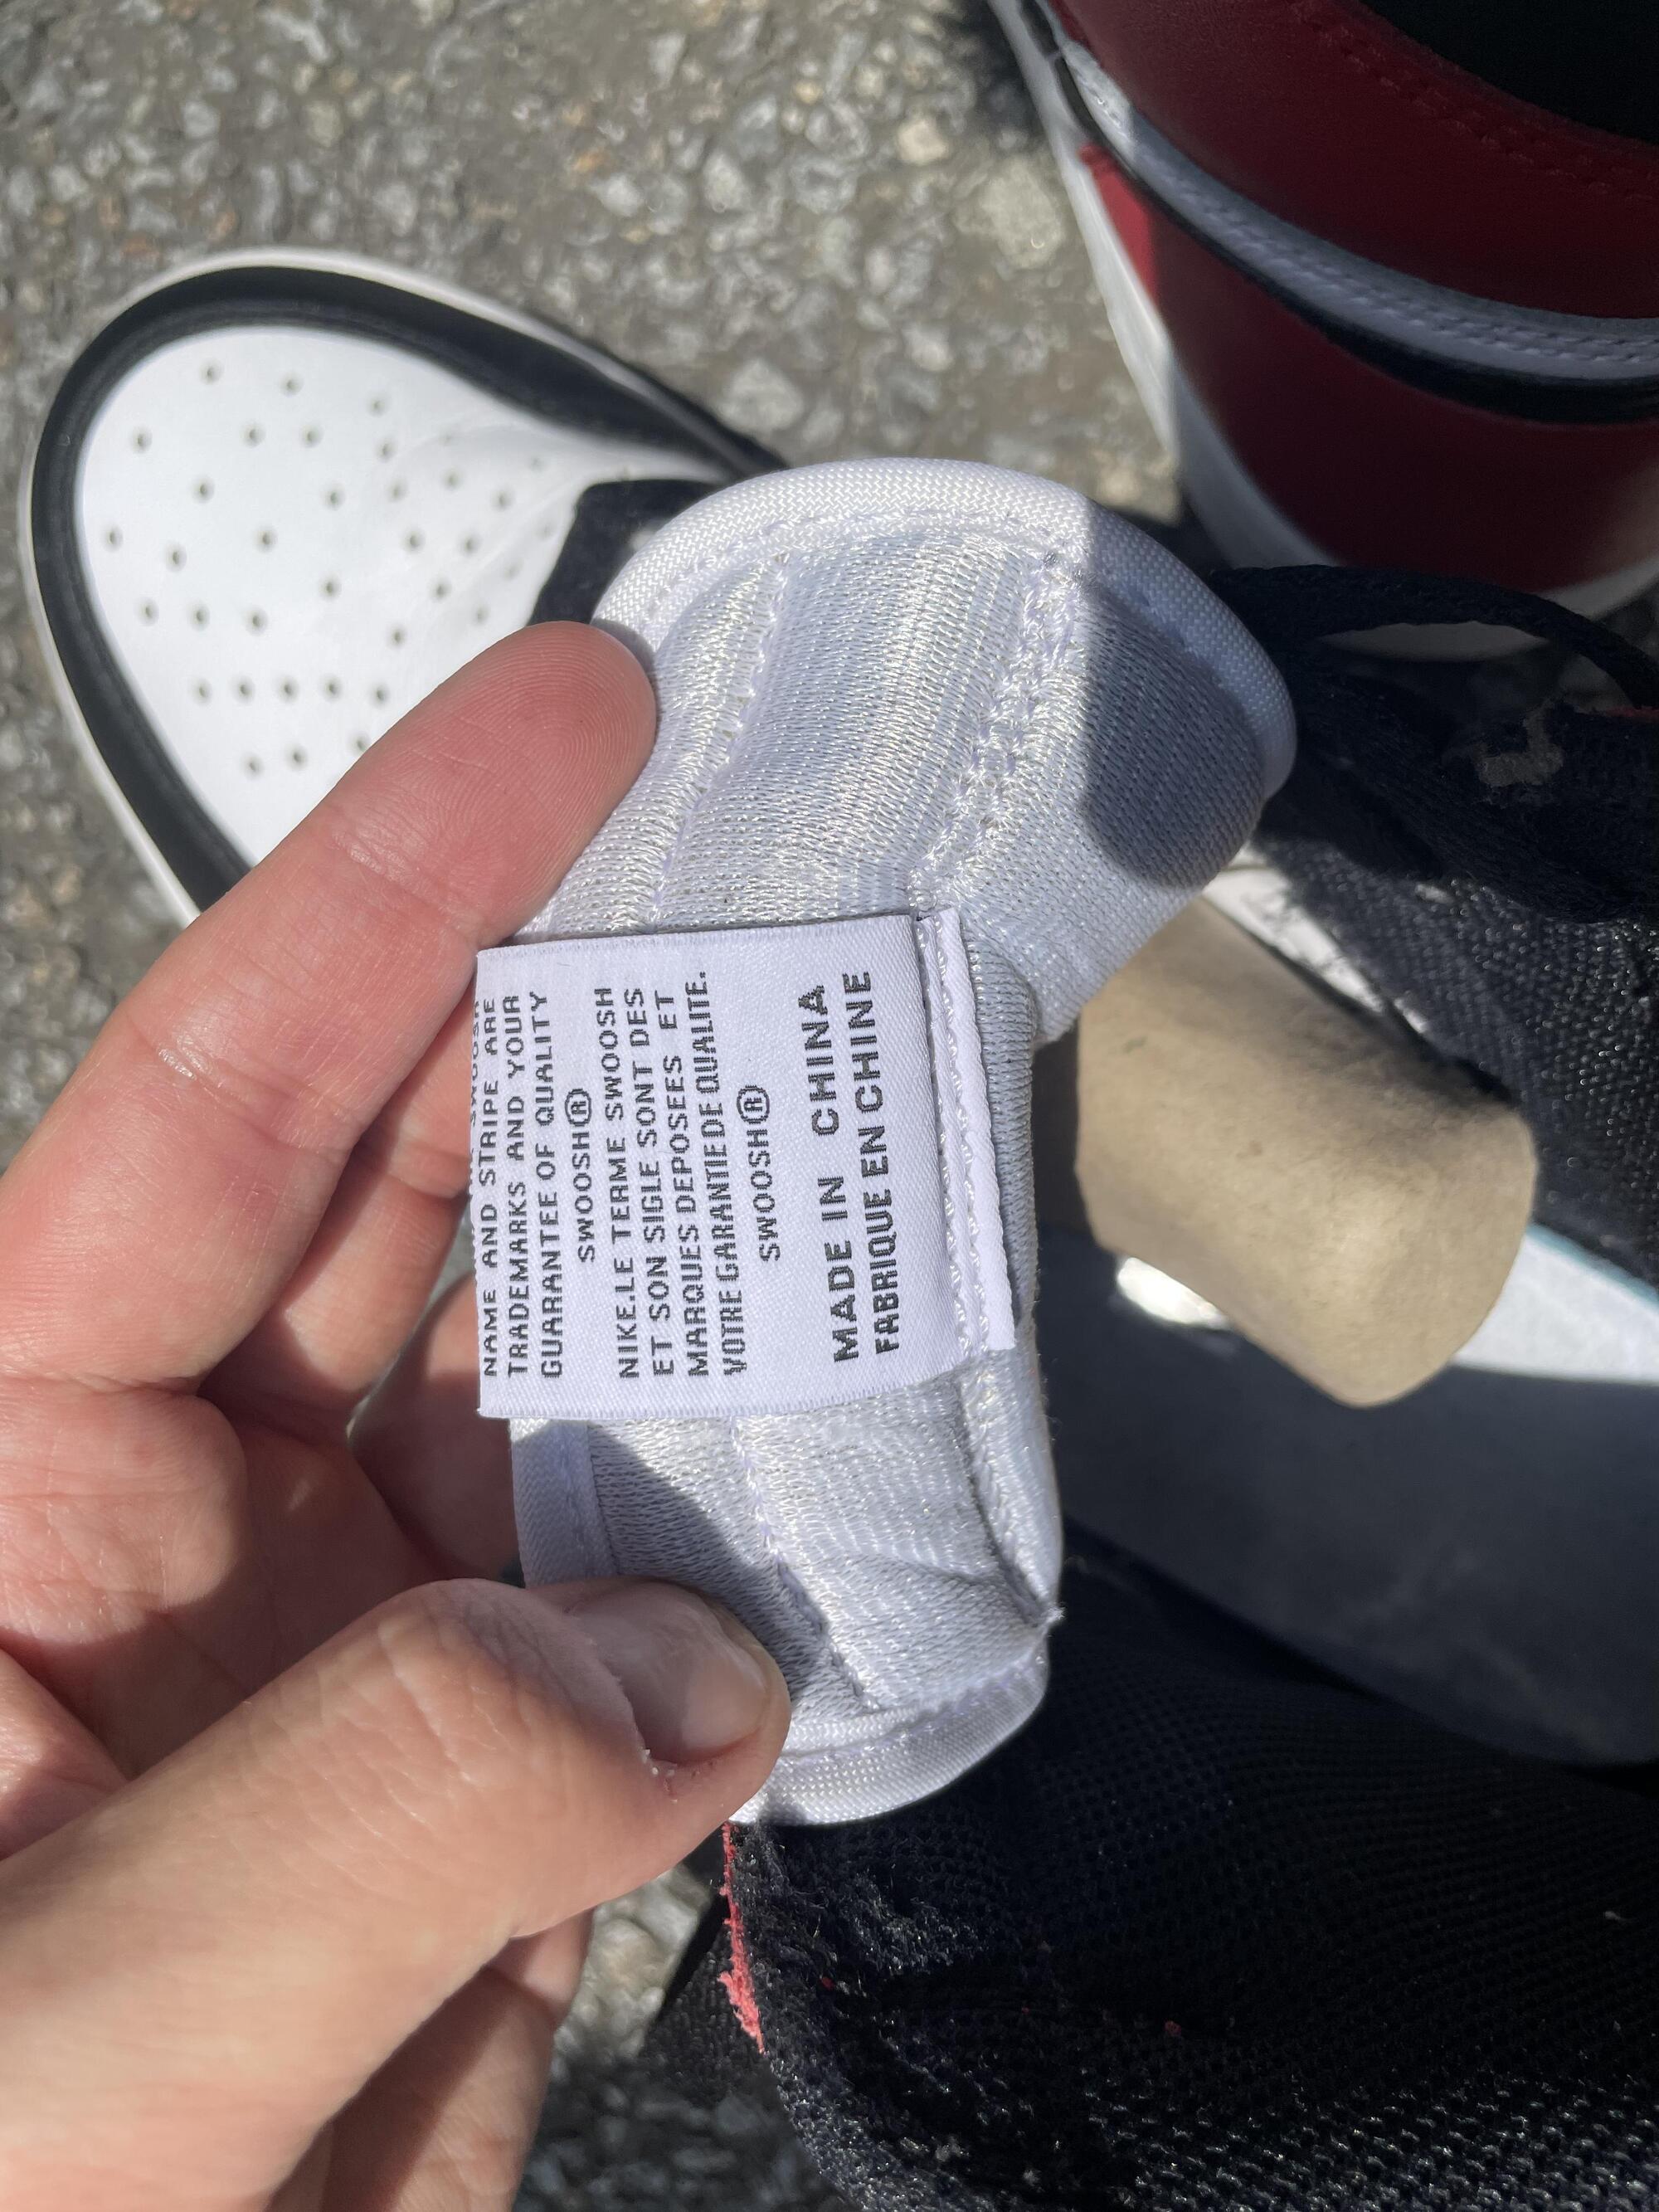 NAME AND STRIPE ARE
TRADEMARKS AND YOUR
GUARANTEE OF QUALITY
SWOOSH®
NIKE.LE TERME SWOOSH
ET SON SIGLE SONT DES
MARQUES DEPOSEES ET
VOTRE GARANTIE DE QUALITE.
SWOOSH®
MADE IN CHINA
FABRIQUE EN CHINE